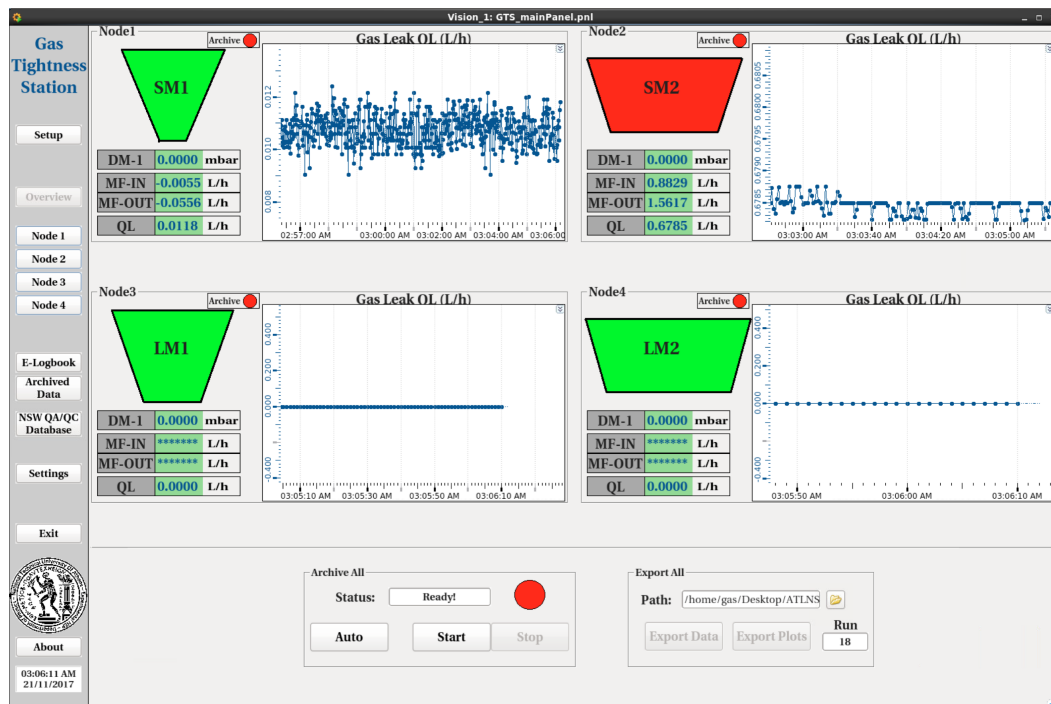 Vision_1: GTS_mainPanel.pnl
Gas
Tightness
Station
Setup
Overview
Node 1
Node 2
Node 3
Node 4
E-Logbook
Archived
Data
NSW QA/QC
Database
Settings
Exit
About
03:06:11 AM
21/11/2017
Node1
Archive
SM1
DM-1 0.0000 mbar
MF-IN -0.0055 L/h
MF-OUT -0.0556 L/h
QL 0.0118 L/h
Gas Leak QL (L/h)
0.012
0.010
0.008
02:57:00 AM 03:00:00 AM 03:02:00 AM 03:04:00 AM 03:06:00
Node2
Archive
SM2
DM-1 0.0000 mbar
MF-IN 0.8829 L/h
MF-OUT 1.5617 L/h
QL 0.6785 L/h
Gas Leak QL (L/h)
0.6805
0.6800
0.6795
0.6790
0.6785
03:03:00 AM 03:03:40 AM 03:04:20 AM 03:05:00 AM
Node3
Archive
LM1
DM-1 0.0000 mbar
MF-IN ******* L/h
MF-OUT ******* L/h
QL 0.0000 L/h
Gas Leak QL (L/h)
0.400
0.200
0.000
-0.400
03:05:10 AM 03:05:30 AM 03:05:50 AM 03:06:10 AM
Node4
Archive
LM2
DM-1 0.0000 mbar
MF-IN ******* L/h
MF-OUT ******* L/h
QL 0.0000 L/h
Gas Leak QL (L/h)
0.400
0.200
0.000
-0.400
03:05:50 AM 03:06:00 AM 03:06:10 AM
Archive All
Status: Ready!
Auto Start Stop
Export All
Path: /home/gas/Desktop/ATLNS
Export Data Export Plots
Run
18